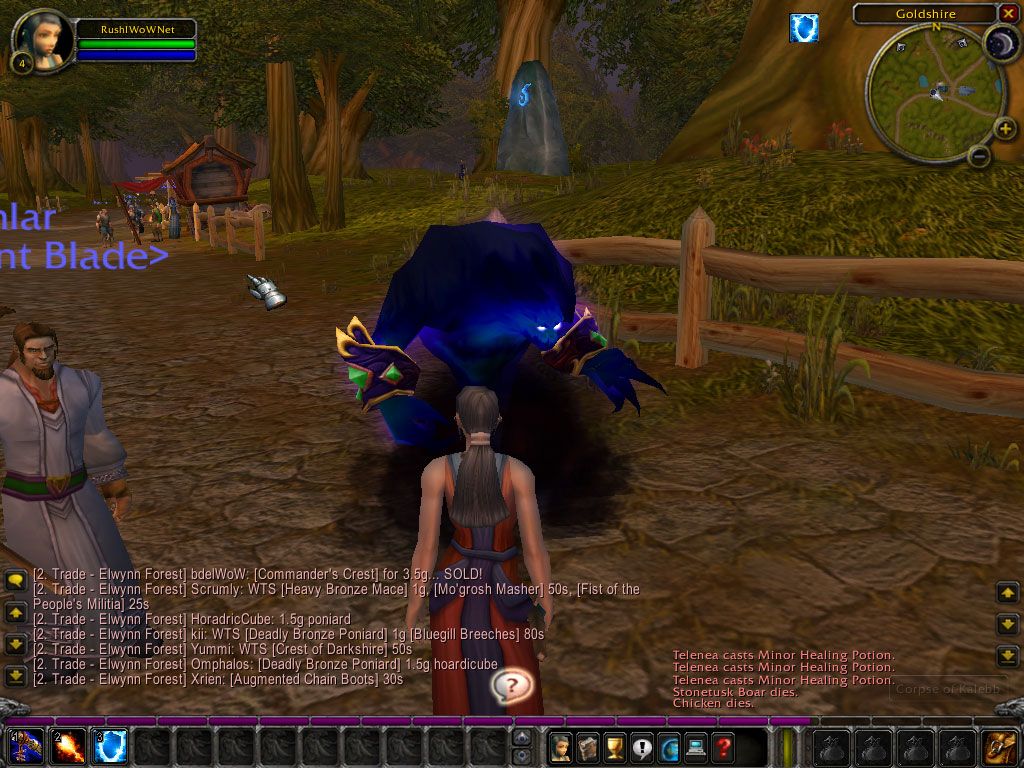 RushIWoWNet
4
Goldshire
N
hlar
nt Blade>
[2. Trade - Elwynn Forest] bdelWoW: [Commander's Crest] for 3.5g... SOLD!
[2. Trade - Elwynn Forest] Scrumly: WTS [Heavy Bronze Mace] 1g, [Mo'grosh Masher] 50s, [Fist of the
People's Militia] 25s
[2. Trade - Elwynn Forest] HoradricCube: 1.5g poniard
[2. Trade - Elwynn Forest] kii: WTS [Deadly Bronze Poniard] 1g [Bluegill Breeches] 80s
[2. Trade - Elwynn Forest] Yummi: WTS [Crest of Darkshire] 50s
[2. Trade - Elwynn Forest] Omphalos: [Deadly Bronze Poniard] 1.5g hoardicube
[2. Trade - Elwynn Forest] Xrien: [Augmented Chain Boots] 30s
Telenea casts Minor Healing Potion.
Telenea casts Minor Healing Potion.
Telenea casts Minor Healing Potion.
Stonetusk Boar dies.
Chicken dies.
Corpse of Kalebb
1 2 3